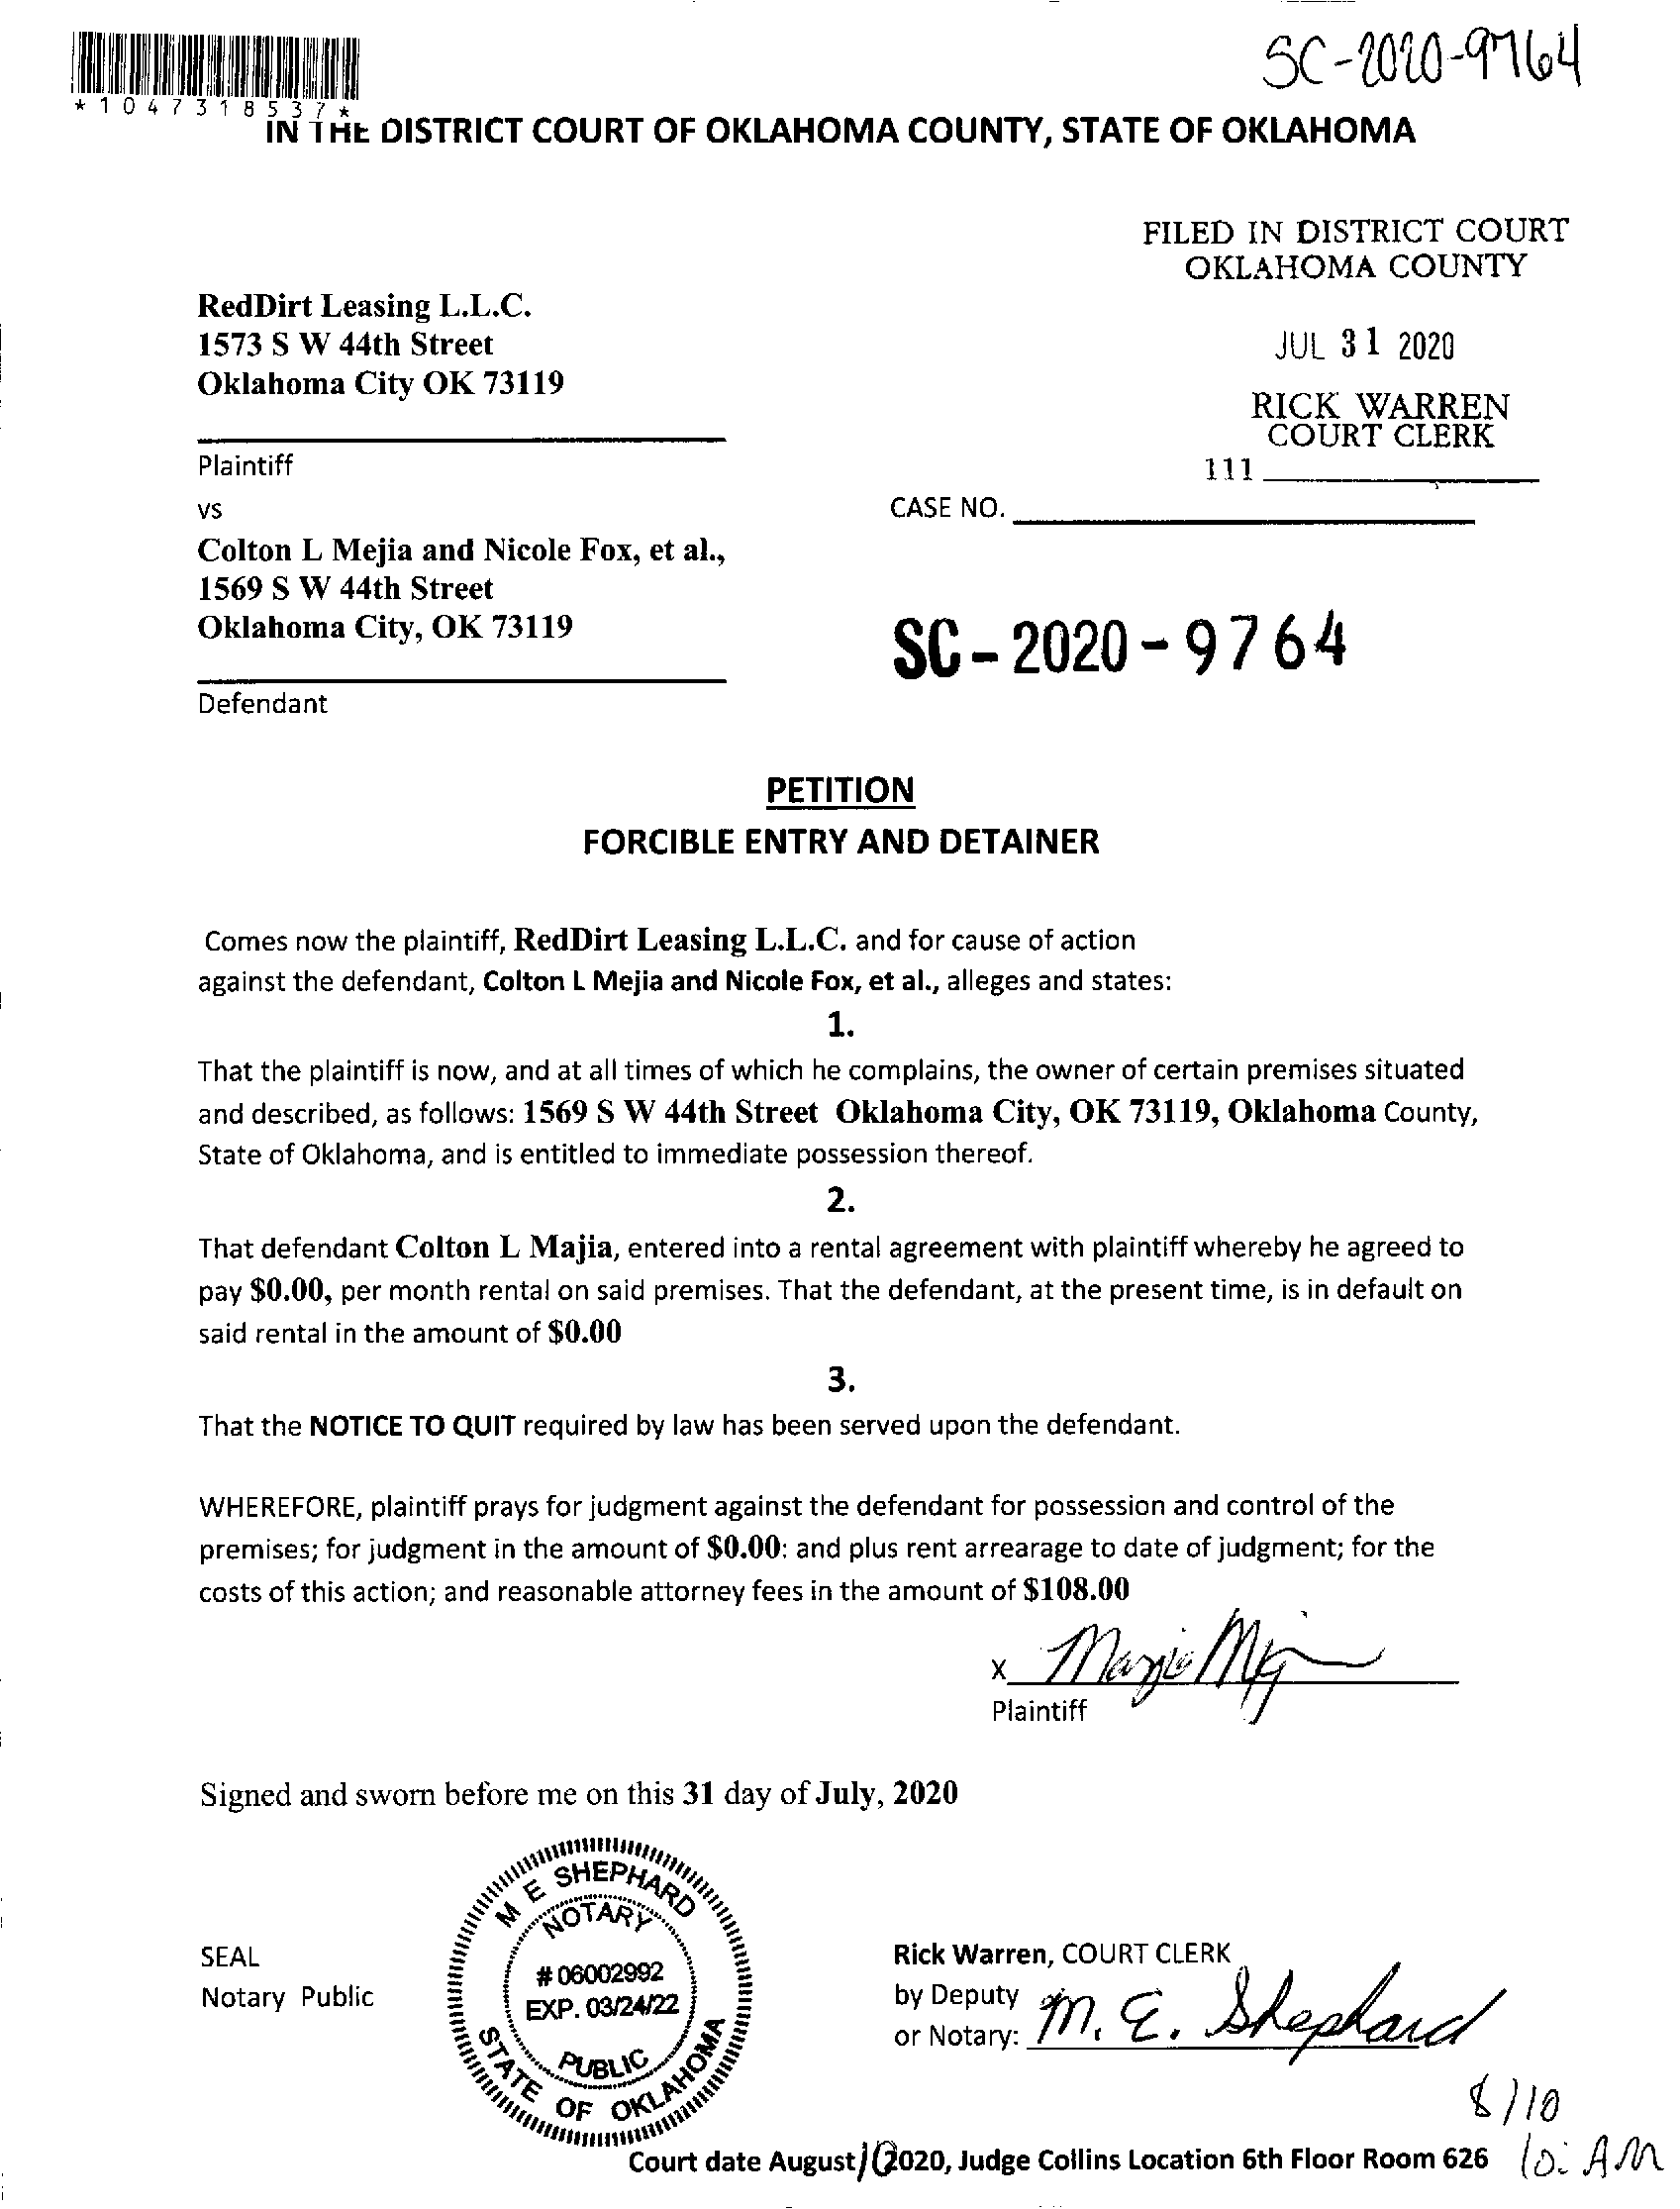 SC-2020-9764
*1047318537*
IN THE DISTRICT COURT OF OKLAHOMA COUNTY, STATE OF OKLAHOMA
FILED IN DISTRICT COURT
OKLAHOMA COUNTY
JUL 31 2020
RICK WARREN
COURT CLERK
111
RedDirt Leasing L.L.C.
1573 S W 44th Street
Oklahoma City OK 73119
Plaintiff
vs
CASE NO.
Colton L Mejia and Nicole Fox, et al.,
1569 S W 44th Street
Oklahoma City, OK 73119
SC-2020-9764
Defendant
PETITION
FORCIBLE ENTRY AND DETAINER
Comes now the plaintiff, RedDirt Leasing L.L.C. and for cause of action
against the defendant, Colton L Mejia and Nicole Fox, et al., alleges and states:
1.
That the plaintiff is now, and at all times of which he complains, the owner of certain premises situated
and described, as follows: 1569 S W 44th Street Oklahoma City, OK 73119, Oklahoma County,
State of Oklahoma, and is entitled to immediate possession thereof.
2.
That defendant Colton L Majia, entered into a rental agreement with plaintiff whereby he agreed to
pay $0.00, per month rental on said premises. That the defendant, at the present time, is in default on
said rental in the amount of $0.00
3.
That the NOTICE TO QUIT required by law has been served upon the defendant.
WHEREFORE, plaintiff prays for judgment against the defendant for possession and control of the
premises; for judgment in the amount of $0.00: and plus rent arrearage to date of judgment; for the
costs of this action; and reasonable attorney fees in the amount of $108.00
x Margie
Plaintiff
Signed and sworn before me on this 31 day of July, 2020
SEAL
Notary Public
M E SHEPHARD
NOTARY
# 06002992
EXP. 03/24/22
PUBLIC
STATE OF OKLAHOMA
Rick Warren, COURT CLERK
by Deputy
or Notary: M. E. Shephard
8/10
Court date August 2020, Judge Collins Location 6th Floor Room 626
10: AM